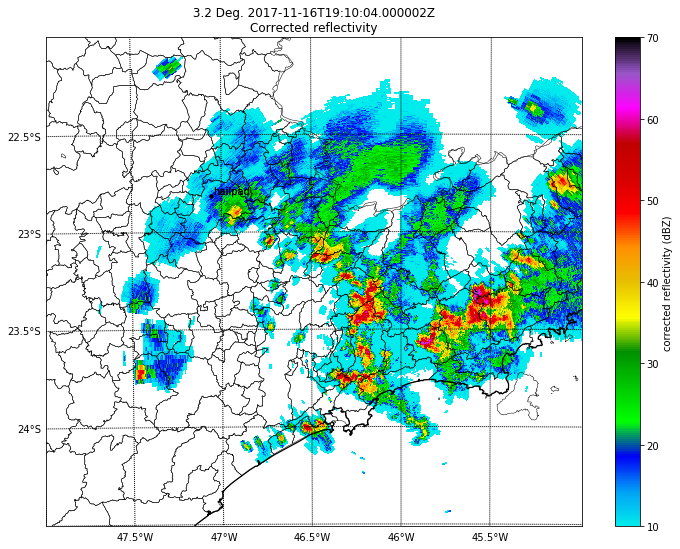 3.2 Deg. 2017-11-16T19:10:04.000002Z
Corrected reflectivity
22.5°S
23°S
23.5°S
24°S
47.5°W
47°W
46.5°W
46°W
45.5°W
70
60
50
40
30
20
10
corrected reflectivity (dBZ)